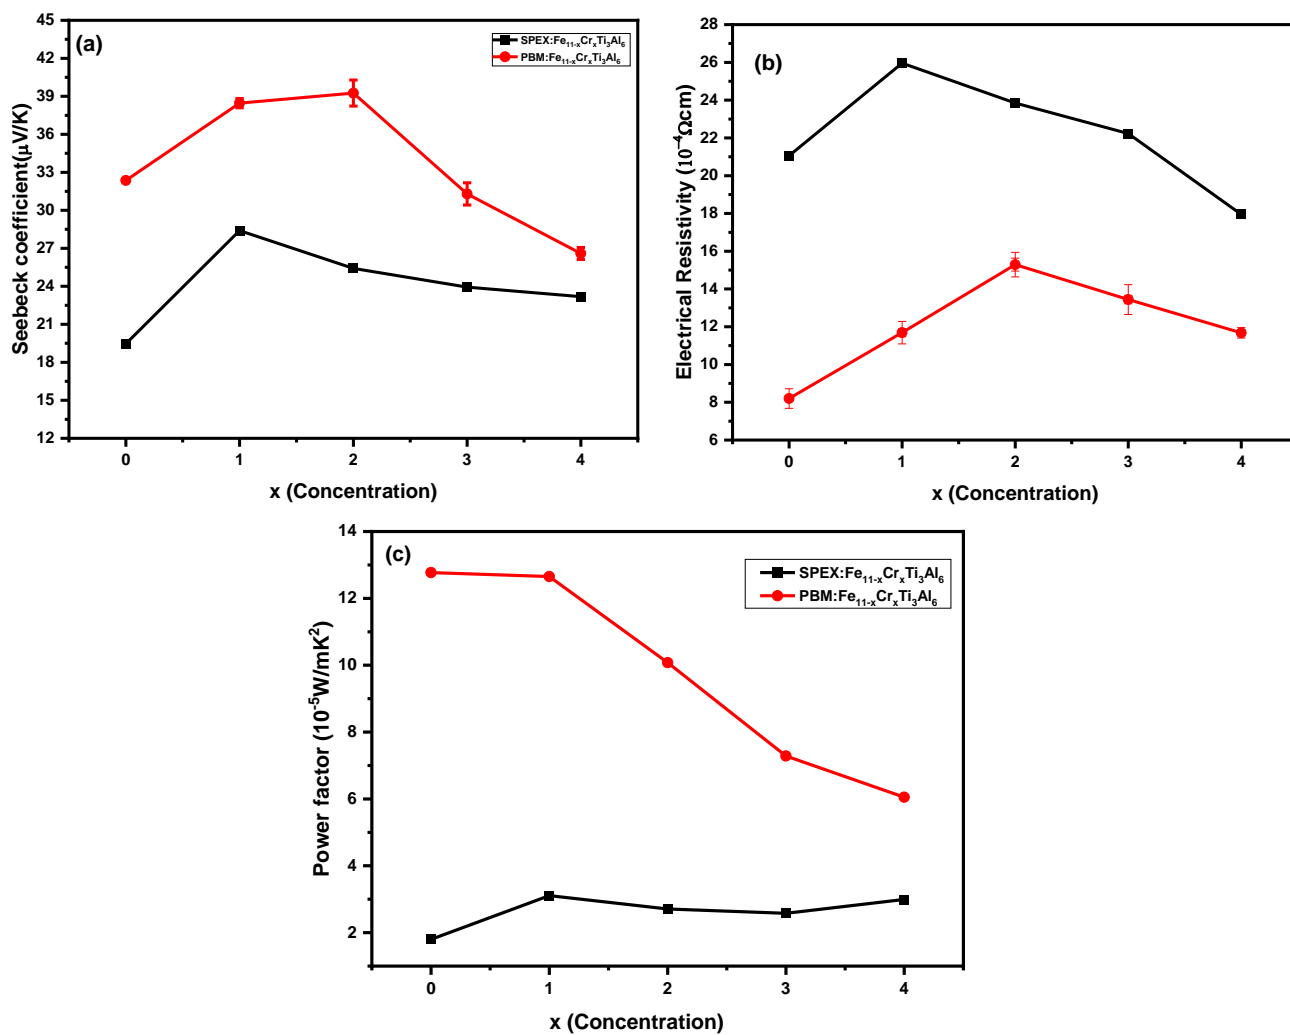 (a)
SPEX:Fe₁₁₋ₓCrₓTi₃Al₆
PBM:Fe₁₁₋ₓCrₓTi₃Al₆
Seebeck coefficient(μV/K)
45
42
39
36
33
30
27
24
21
18
15
12
0 1 2 3 4
x (Concentration)
(b)
Electrical Resistivity (10⁻⁴Ωcm)
28
26
24
22
20
18
16
14
12
10
8
6
0 1 2 3 4
x (Concentration)
(c)
SPEX:Fe₁₁₋ₓCrₓTi₃Al₆
PBM:Fe₁₁₋ₓCrₓTi₃Al₆
Power factor (10⁻⁵W/mK²)
14
12
10
8
6
4
2
0 1 2 3 4
x (Concentration)